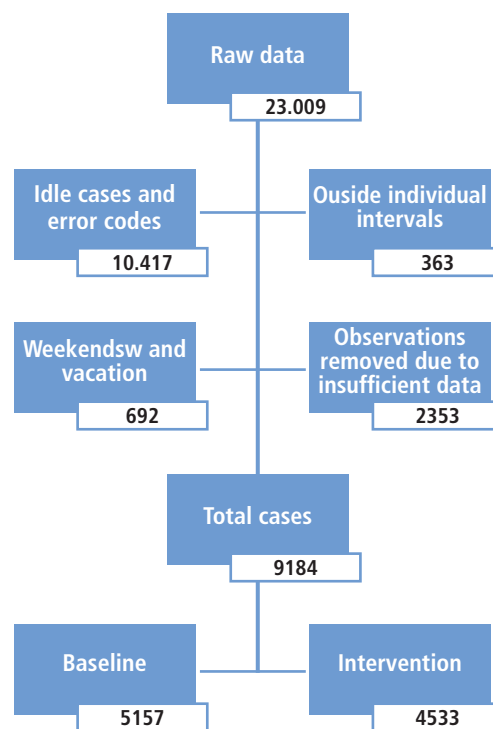 Raw data
23.009
Idle cases and
error codes
10.417
Ouside individual
intervals
363
Weekendsw and
vacation
692
Observations
removed due to
insufficient data
2353
Total cases
9184
Baseline
5157
Intervention
4533